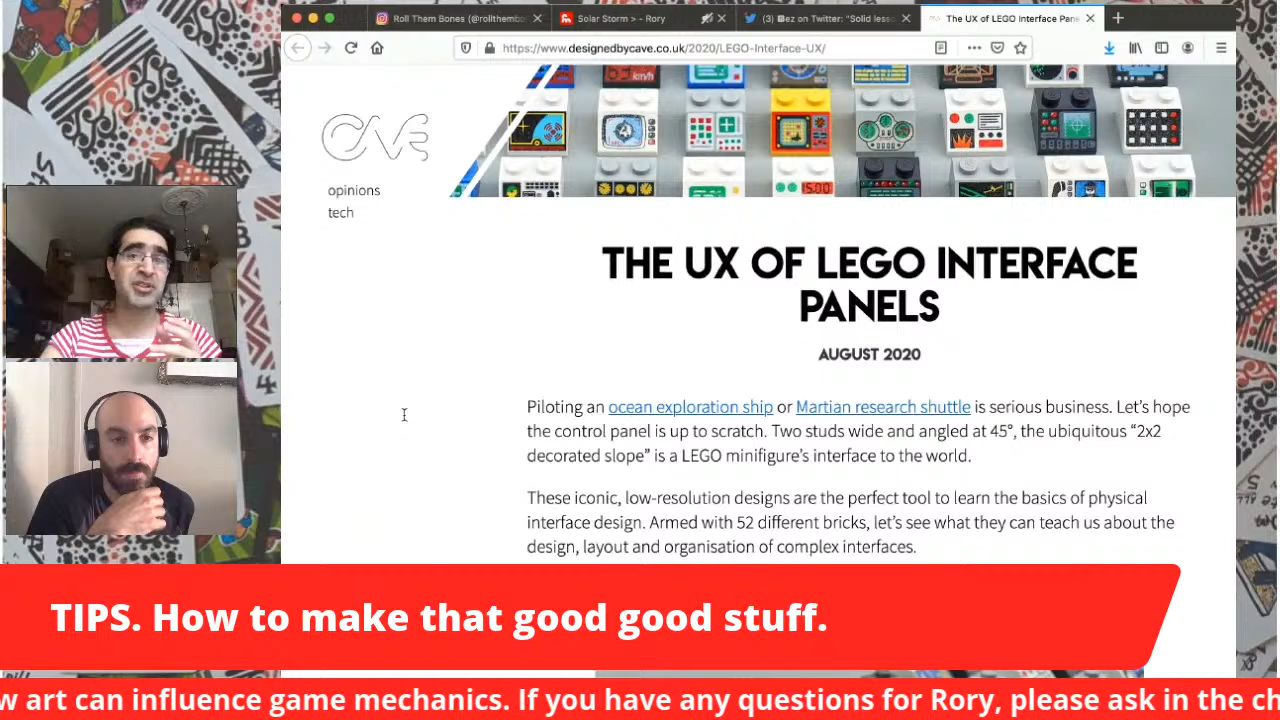 Roll Them Bones (@rollthembo
Solar Storm > - Rory
(3) Bez on Twitter: "Solid less
The UX of LEGO Interface Pane
https://www.designedbycave.co.uk/2020/LEGO-Interface-UX/
CAVE
opinions
tech
THE UX OF LEGO INTERFACE
PANELS
AUGUST 2020
Piloting an ocean exploration ship or Martian research shuttle is serious business. Let's hope
the control panel is up to scratch. Two studs wide and angled at 45°, the ubiquitous "2x2
decorated slope" is a LEGO minifigure's interface to the world.
These iconic, low-resolution designs are the perfect tool to learn the basics of physical
interface design. Armed with 52 different bricks, let's see what they can teach us about the
design, layout and organisation of complex interfaces.
TIPS. How to make that good good stuff.
w art can influence game mechanics. If you have any questions for Rory, please ask in the ch